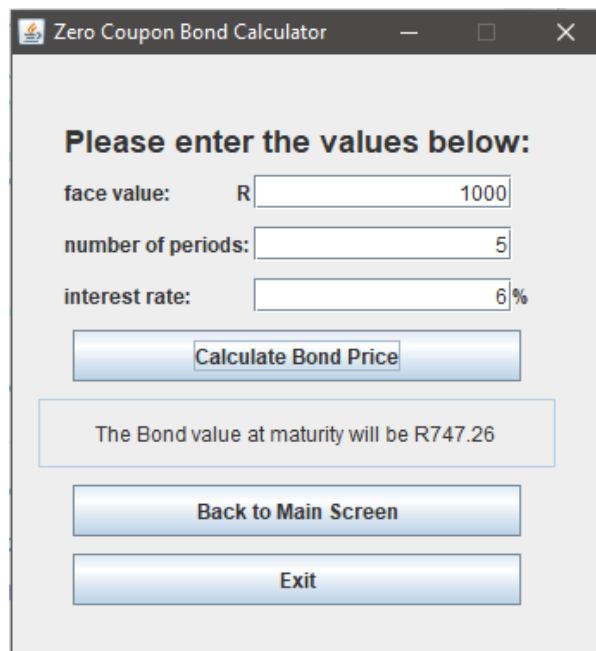 Zero Coupon Bond Calculator
Please enter the values below:
face value: R 1000
number of periods: 5
interest rate: 6 %
Calculate Bond Price
The Bond value at maturity will be R747.26
Back to Main Screen
Exit